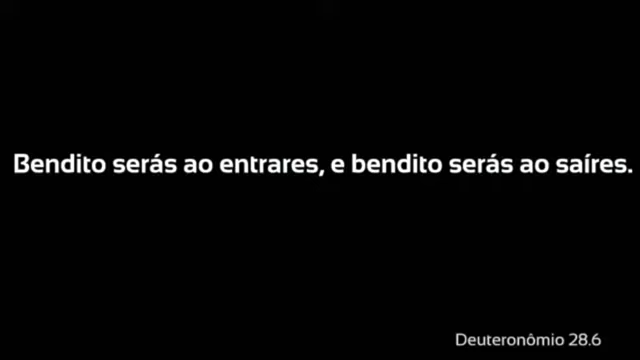 Bendito serás ao entrares, e bendito serás ao saíres.
Deuteronômio 28.6